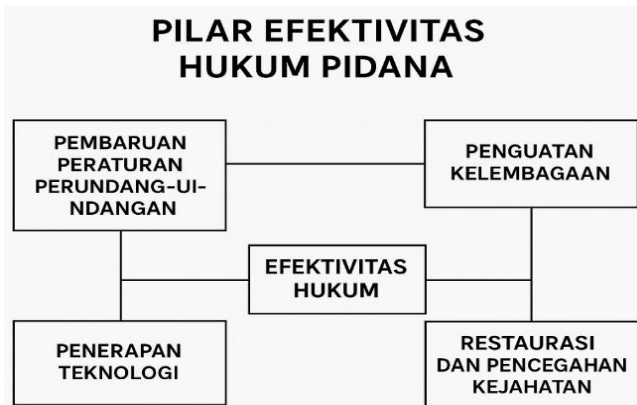 PILAR EFEKTIVITAS
HUKUM PIDANA
PEMBARUAN
PERATURAN
PERUNDANG-UI-
NDANGAN
PENGUATAN
KELEMBAGAAN
EFEKTIVITAS
HUKUM
PENERAPAN
TEKNOLOGI
RESTAURASI
DAN PENCEGAHAN
KEJAHATAN